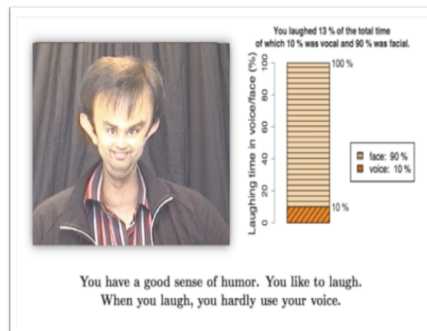 You laughed 13 % of the total time
of which 10 % was vocal and 90 % was facial.
Laughing time in voice/face (%)
100
80
60
40
20
0
100 %
10 %
face: 90 %
voice: 10 %
You have a good sense of humor. You like to laugh.
When you laugh, you hardly use your voice.